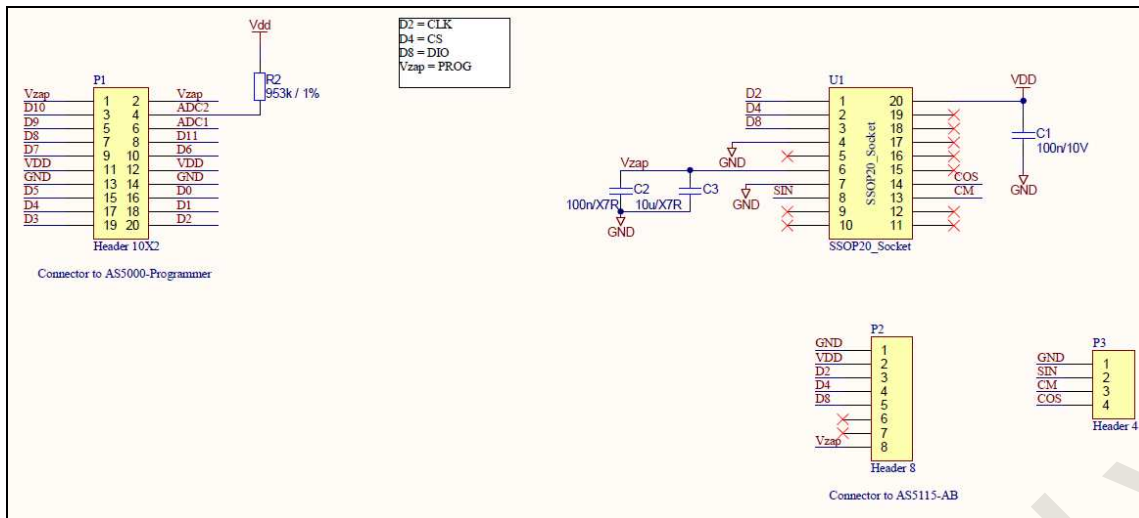 Vdd
R2
953k / 1%
D2 = CLK
D4 = CS
D8 = DIO
Vzap = PROG
P1
Vzap 1 2 Vzap
D10 3 4 ADC2
D9 5 6 ADC1
D8 7 8 D11
D7 9 10 D6
VDD 11 12 VDD
GND 13 14 GND
D5 15 16 D0
D4 17 18 D1
D3 19 20 D2
Header 10X2
Connector to AS5000-Programmer
U1
VDD
D2 1 20
D4 2 19
D8 3 18
4 17
GND
5 16
Vzap 6 15
7 14 COS
GND
SIN 8 13 CM
9 12
10 11
SSOP20_Socket
SSOP20_Socket
C1
100n/10V
GND
C2
100n/X7R
C3
10u/X7R
GND
P2
GND 1
VDD 2
D2 3
D4 4
D8 5
6
7
Vzap 8
Header 8
Connector to AS5115-AB
P3
GND 1
SIN 2
CM 3
COS 4
Header 4